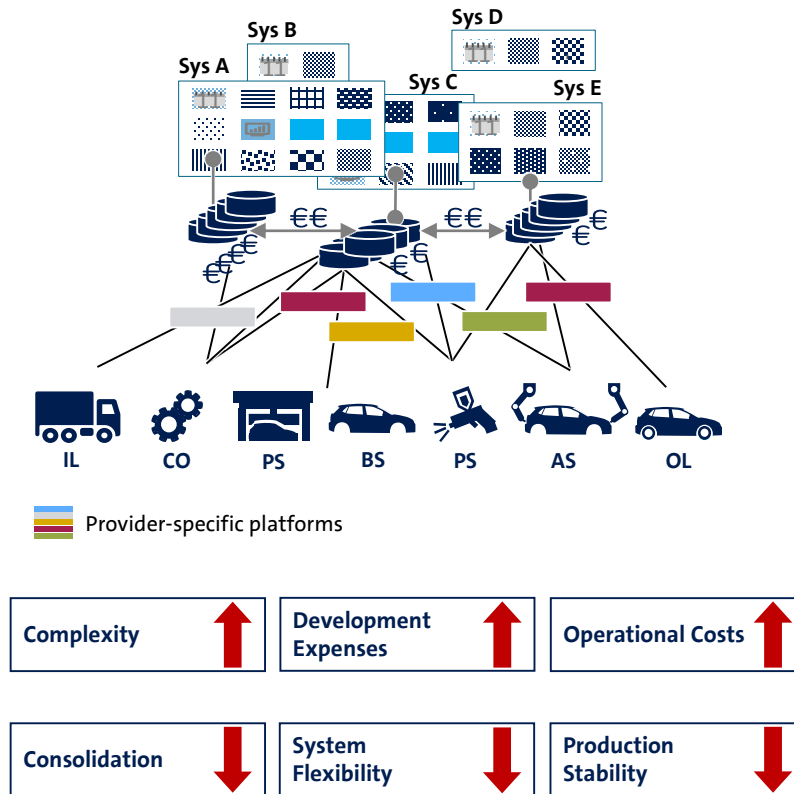 Sys B
Sys D
Sys A
Sys C
Sys E
€€
€€
€
€
€
€
€
€
€
€
IL
CO
PS
BS
PS
AS
OL
Provider-specific platforms
Complexity
Development
Expenses
Operational Costs
Consolidation
System
Flexibility
Production
Stability